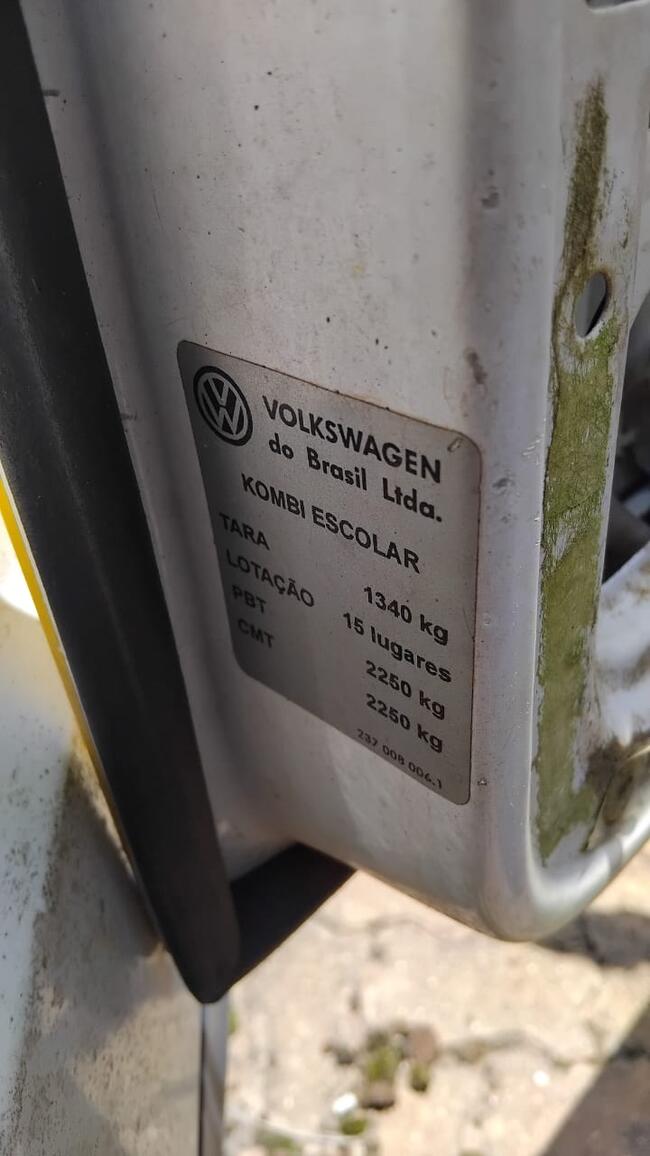 VOLKSWAGEN
do Brasil Ltda.
KOMBI ESCOLAR
TARA 1340 kg
LOTAÇÃO 15 lugares
PBT 2250 kg
CMT 2250 kg
237 008 006.1